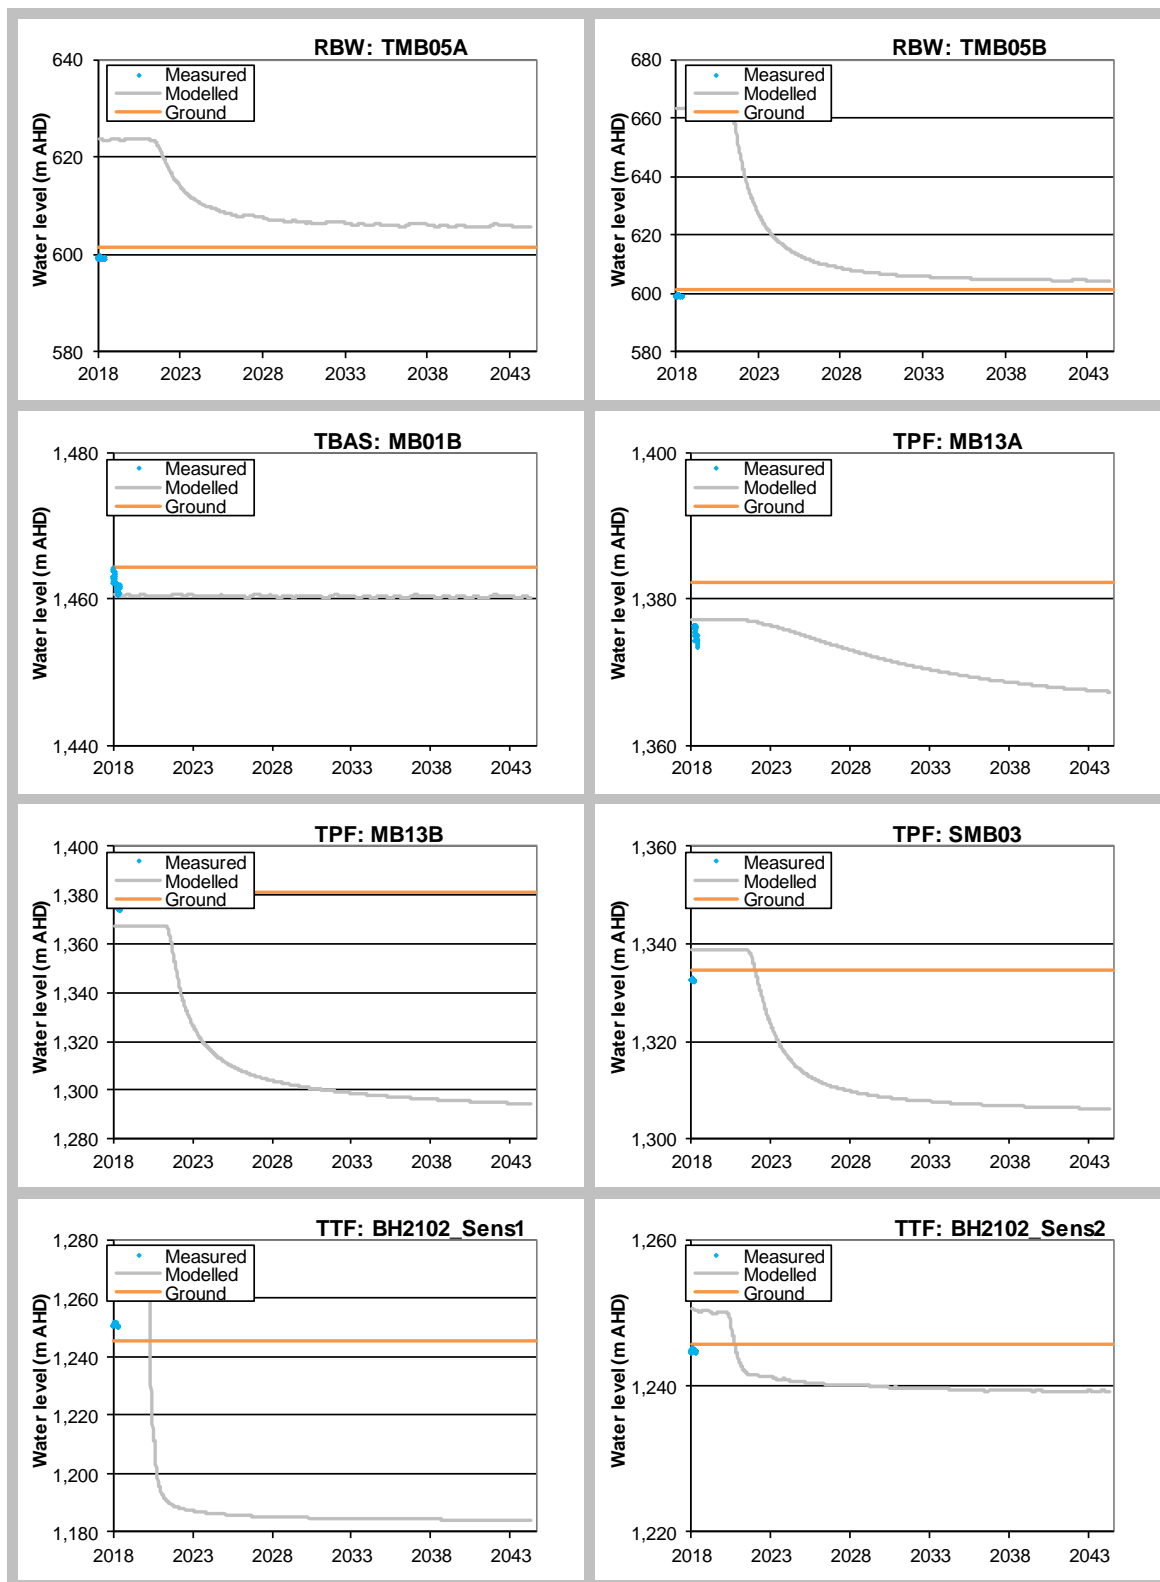 RBW: TMB05A
Water level (m AHD)
640
620
600
580
Measured
Modelled
Ground
2018 2023 2028 2033 2038 2043
RBW: TMB05B
Water level (m AHD)
680
660
640
620
600
580
Measured
Modelled
Ground
2018 2023 2028 2033 2038 2043
TBAS: MB01B
Water level (m AHD)
1,480
1,460
1,440
Measured
Modelled
Ground
2018 2023 2028 2033 2038 2043
TPF: MB13A
Water level (m AHD)
1,400
1,380
1,360
Measured
Modelled
Ground
2018 2023 2028 2033 2038 2043
TPF: MB13B
Water level (m AHD)
1,400
1,380
1,360
1,340
1,320
1,300
1,280
Measured
Modelled
Ground
2018 2023 2028 2033 2038 2043
TPF: SMB03
Water level (m AHD)
1,360
1,340
1,320
1,300
Measured
Modelled
Ground
2018 2023 2028 2033 2038 2043
TTF: BH2102_Sens1
Water level (m AHD)
1,280
1,260
1,240
1,220
1,200
1,180
Measured
Modelled
Ground
2018 2023 2028 2033 2038 2043
TTF: BH2102_Sens2
Water level (m AHD)
1,260
1,240
1,220
Measured
Modelled
Ground
2018 2023 2028 2033 2038 2043